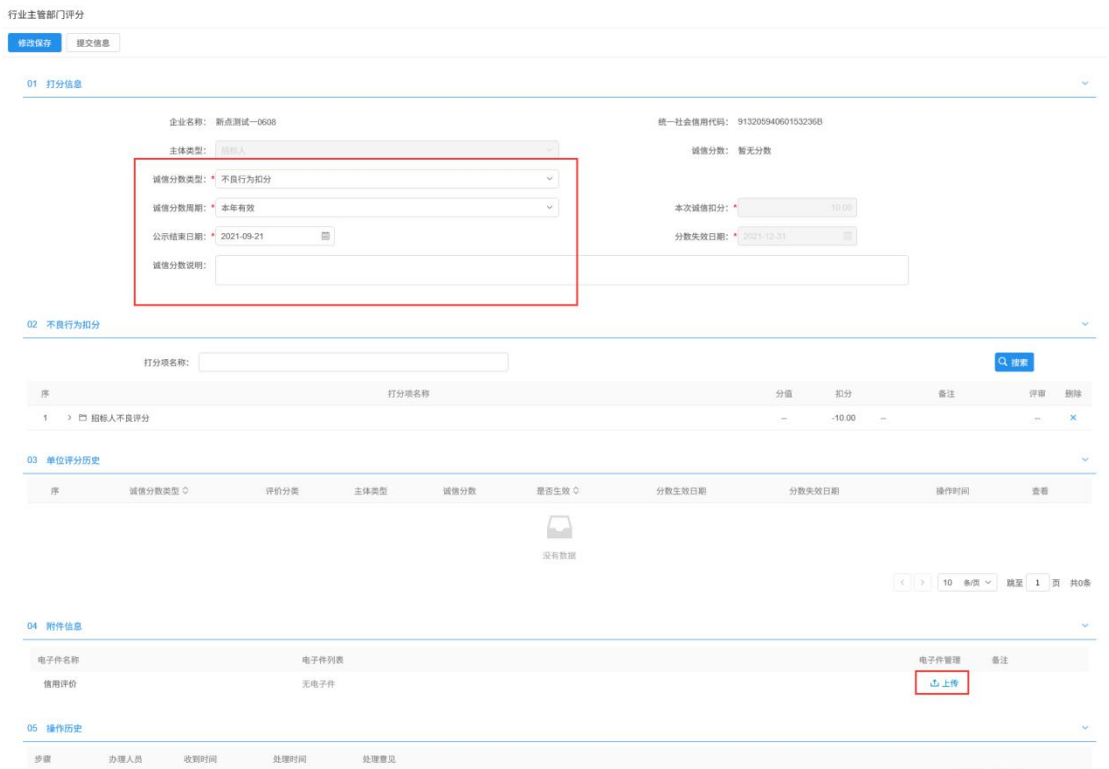 行业主管部门评分
修改保存 提交信息
01 打分信息
企业名称: 新点测试一0608 统一社会信用代码: 91320594060153236B
主体类型: 招标人 诚信分数: 暂无分数
诚信分数类型: * 不良行为扣分
诚信分数周期: * 本年有效 本次诚信扣分: * -10.00
公示结束日期: * 2021-09-21 分数失效日期: * 2021-12-31
诚信分数说明:
02 不良行为扣分
打分项名称: 搜索
序 打分项名称 分值 扣分 备注 评审 删除
1 > 招标人不良评分 -- -10.00 -- -- ×
03 单位评分历史
序 诚信分数类型 评价分类 主体类型 诚信分数 是否生效 分数生效日期 分数失效日期 操作时间 查看
没有数据
< > 10 条/页 跳至 1 页 共0条
04 附件信息
电子件名称 电子件列表 电子件管理 备注
信用评价 无电子件 上传
05 操作历史
步骤 办理人员 收到时间 处理时间 处理意见